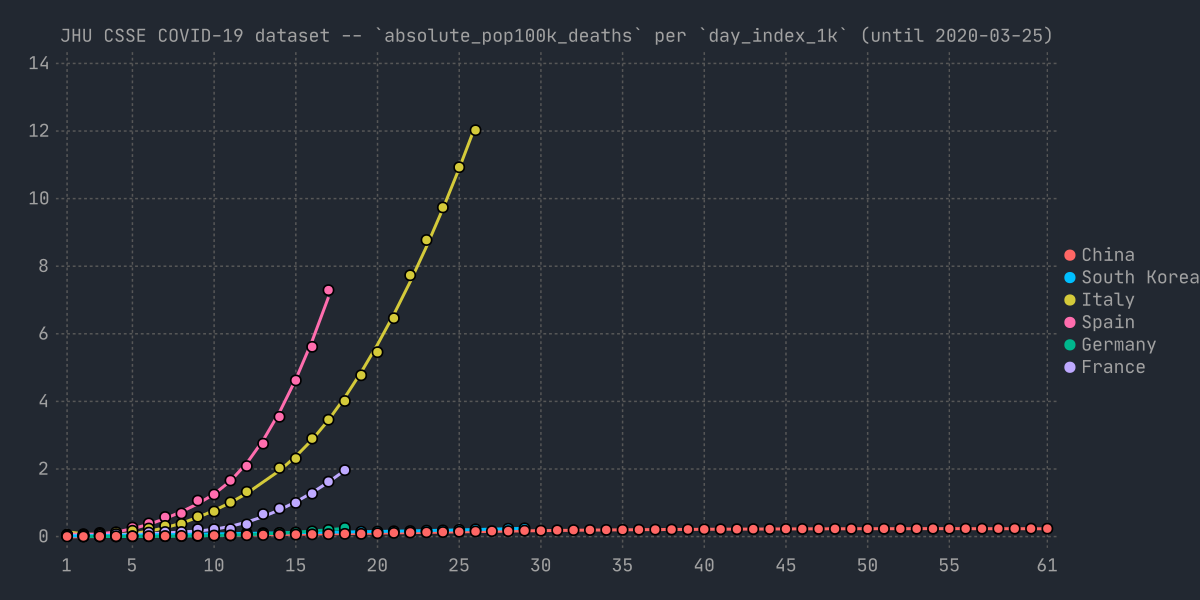 JHU CSSE COVID-19 dataset -- `absolute_pop100k_deaths` per `day_index_1k` (until 2020-03-25)
14
12
10
8
6
4
2
0
1 5 10 15 20 25 30 35 40 45 50 55 61
China
South Korea
Italy
Spain
Germany
France